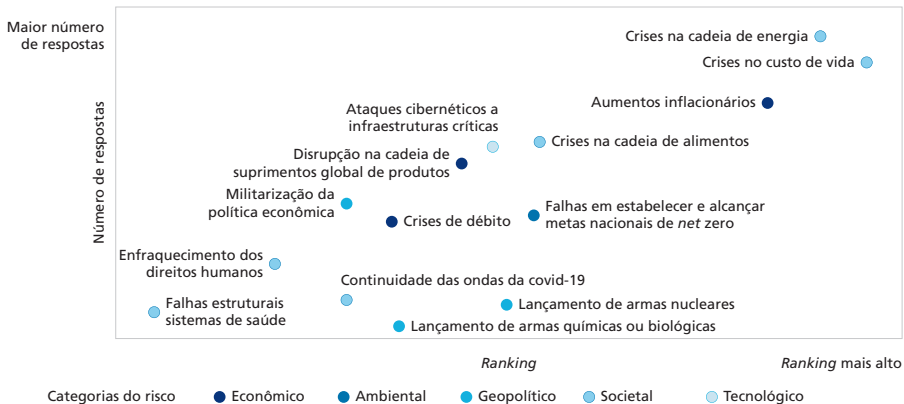 Maior número
de respostas
Número de respostas
Crises na cadeia de energia
Crises no custo de vida
Aumentos inflacionários
Ataques cibernéticos a
infraestruturas críticas
Crises na cadeia de alimentos
Disrupção na cadeia de
suprimentos global de produtos
Militarização da
política econômica
Crises de débito
Falhas em estabelecer e alcançar
metas nacionais de net zero
Enfraquecimento dos
direitos humanos
Continuidade das ondas da covid-19
Falhas estruturais
sistemas de saúde
Lançamento de armas nucleares
Lançamento de armas químicas ou biológicas
Ranking
Ranking mais alto
Categorias do risco
Econômico
Ambiental
Geopolítico
Societal
Tecnológico